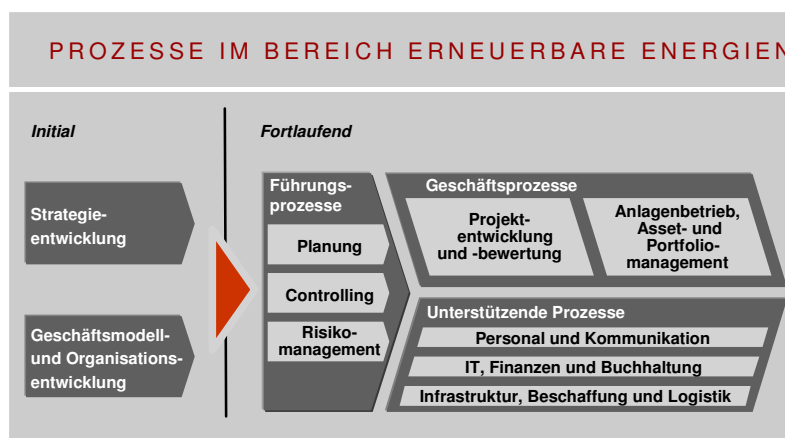 PROZESSE IM BEREICH ERNEUERBARE ENERGIEN
Initial
Strategie-
entwicklung
Geschäftsmodell-
und Organisations-
entwicklung
Fortlaufend
Führungs-
prozesse
Planung
Controlling
Risiko-
management
Geschäftsprozesse
Projekt-
entwicklung
und -bewertung
Anlagenbetrieb,
Asset- und
Portfolio-
management
Unterstützende Prozesse
Personal und Kommunikation
IT, Finanzen und Buchhaltung
Infrastruktur, Beschaffung und Logistik